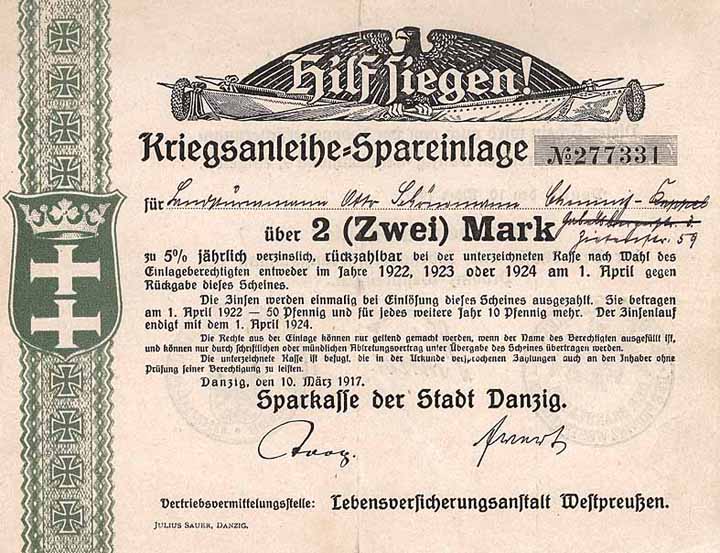 Hilf siegen!
Kriegsanleihe=Spareinlage №277331
für Landsturmmann Otto Schönmann Chemnitz-Kappel
über 2 (Zwei) Mark
Zietenstr. 59
zu 5% jährlich verzinslich, rückzahlbar bei der unterzeichneten Kasse nach Wahl des
Einlageberechtigten entweder im Jahre 1922, 1923 oder 1924 am 1. April gegen
Rückgabe dieses Scheines.
Die Zinsen werden einmalig bei Einlösung dieses Scheines ausgezahlt. Sie betragen
am 1. April 1922 — 50 Pfennig und für jedes weitere Jahr 10 Pfennig mehr. Der Zinsenlauf
endigt mit dem 1. April 1924.
Die Rechte aus der Einlage können nur geltend gemacht werden, wenn der Name des Berechtigten ausgefüllt ist,
und können nur durch schriftlichen oder mündlichen Abtretungsvertrag unter Übergabe des Scheines übertragen werden.
Die unterzeichnete Kasse ist befugt, die in der Urkunde versprochenen Zahlungen auch an den Inhaber ohne
Prüfung seiner Berechtigung zu leisten.
Danzig, den 10. März 1917.
Sparkasse der Stadt Danzig.
Vertriebsvermittelungsstelle: Lebensversicherungsanstalt Westpreußen.
JULIUS SAUER, DANZIG.